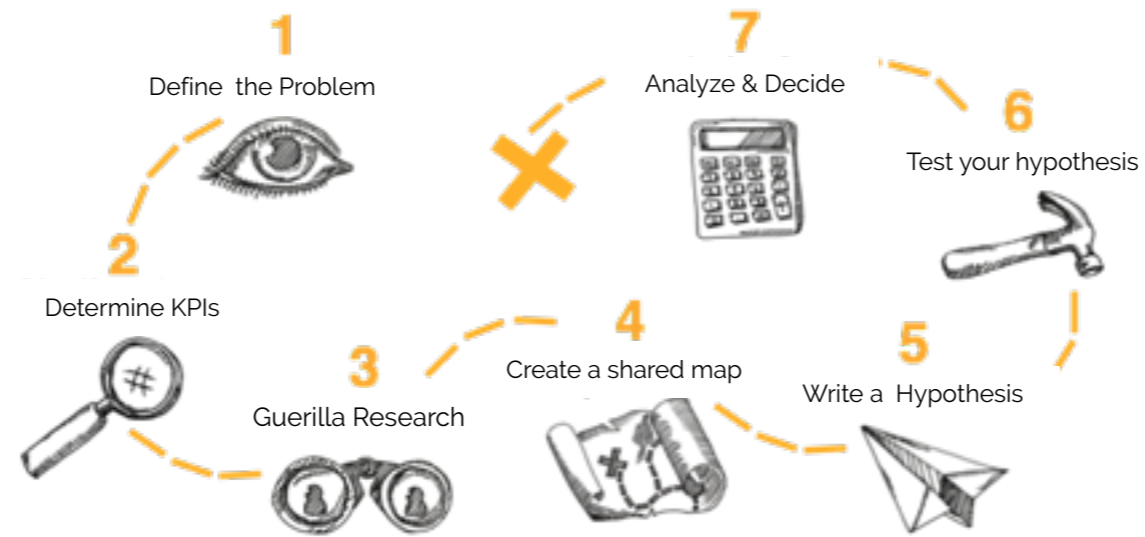 1
Define the Problem
2
Determine KPIs
#
3
Guerilla Research
4
Create a shared map
5
Write a Hypothesis
6
Test your hypothesis
7
Analyze & Decide